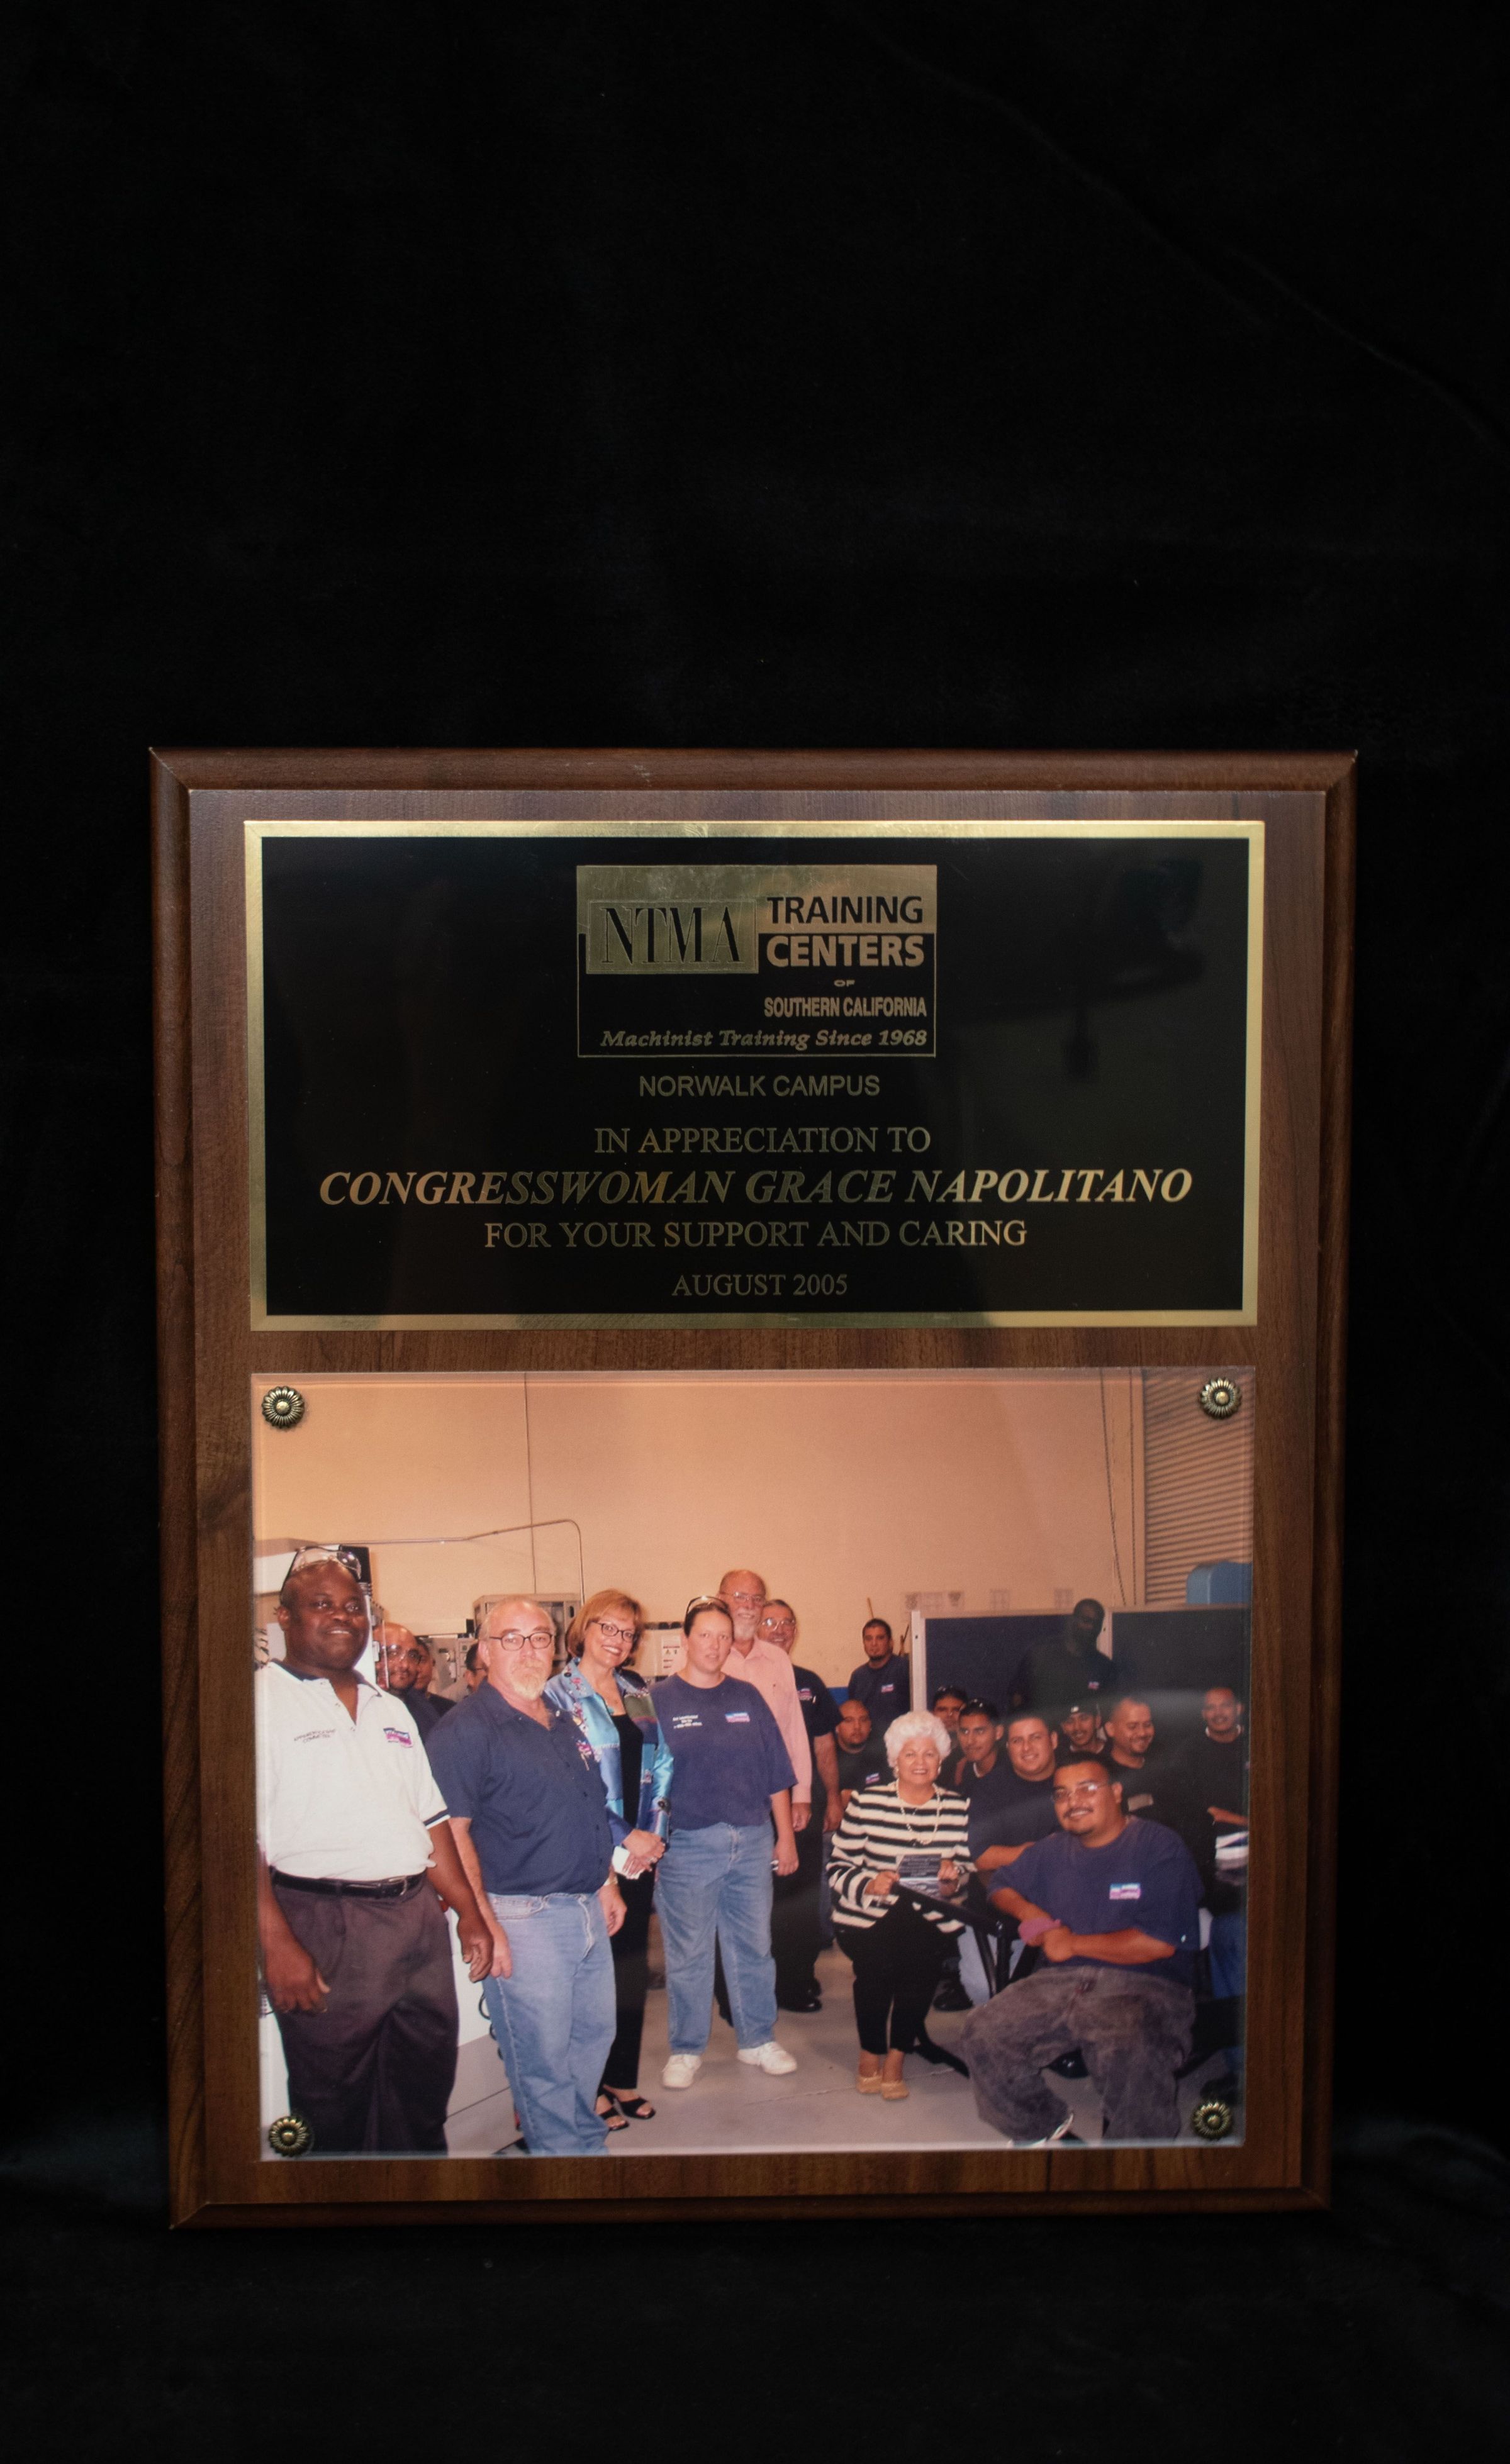 NTMA TRAINING
CENTERS
OF
SOUTHERN CALIFORNIA
Machinist Training Since 1968
NORWALK CAMPUS
IN APPRECIATION TO
CONGRESSWOMAN GRACE NAPOLITANO
FOR YOUR SUPPORT AND CARING
AUGUST 2005